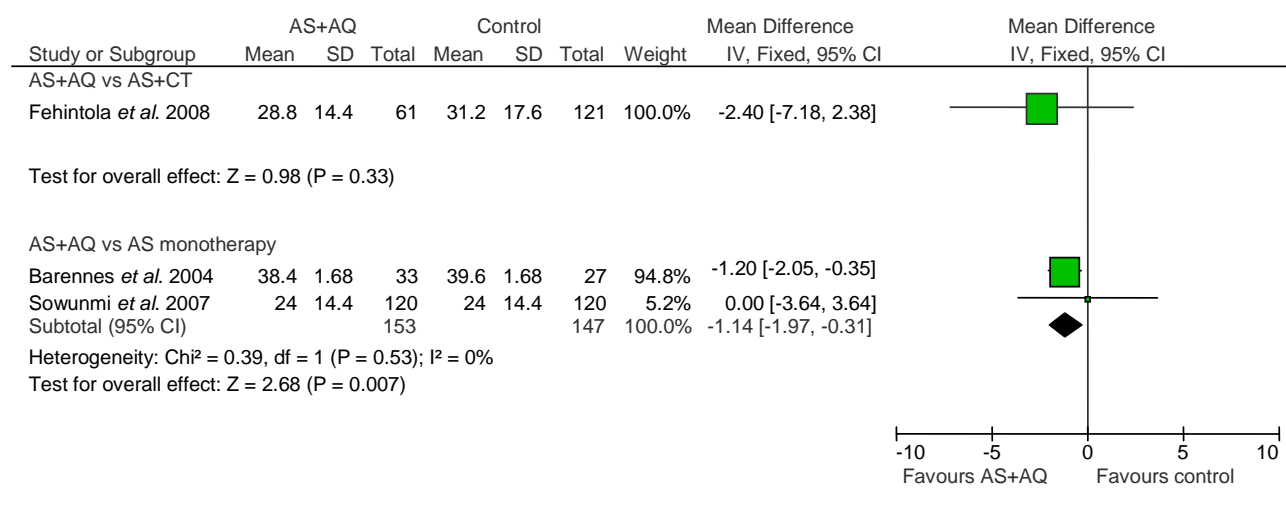 AS+AQ Control Mean Difference Mean Difference
Study or Subgroup Mean SD Total Mean SD Total Weight IV, Fixed, 95% CI IV, Fixed, 95% CI
AS+AQ vs AS+CT
Fehintola et al. 2008 28.8 14.4 61 31.2 17.6 121 100.0% -2.40 [-7.18, 2.38]
Test for overall effect: Z = 0.98 (P = 0.33)
AS+AQ vs AS monotherapy
Barennes et al. 2004 38.4 1.68 33 39.6 1.68 27 94.8% -1.20 [-2.05, -0.35]
Sowunmi et al. 2007 24 14.4 120 24 14.4 120 5.2% 0.00 [-3.64, 3.64]
Subtotal (95% CI) 153 147 100.0% -1.14 [-1.97, -0.31]
Heterogeneity: Chi² = 0.39, df = 1 (P = 0.53); I² = 0%
Test for overall effect: Z = 2.68 (P = 0.007)
-10 -5 0 5 10
Favours AS+AQ Favours control